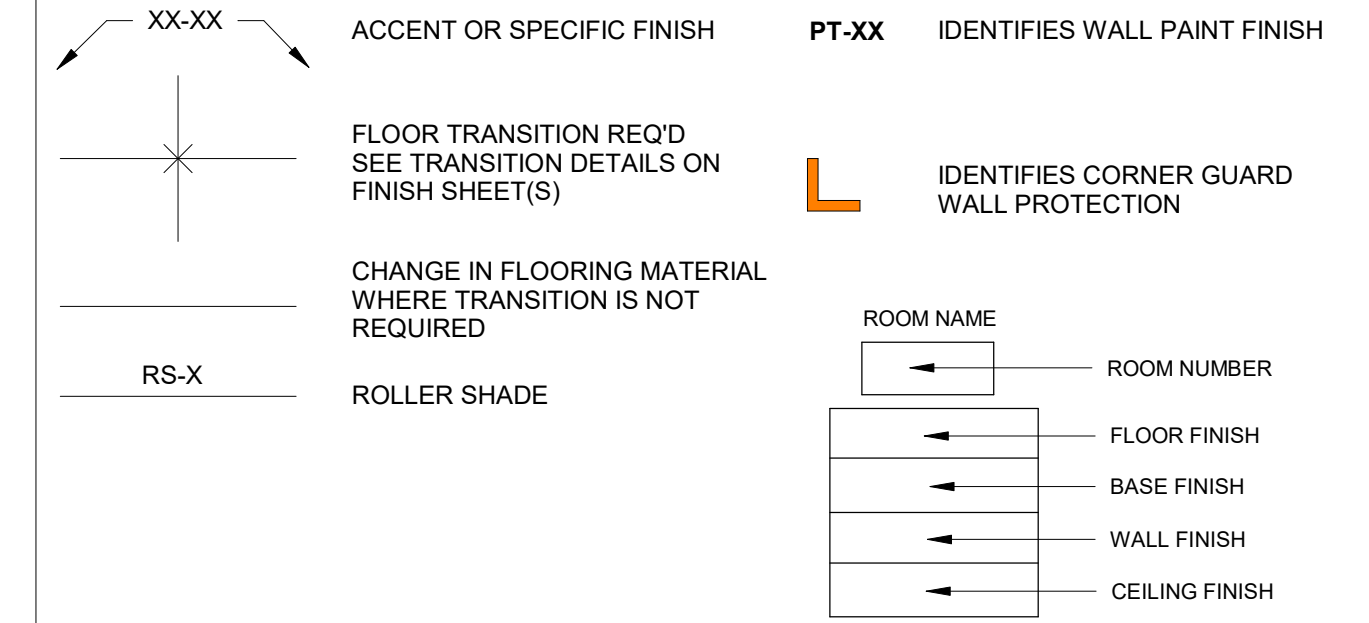 XX-XX
ACCENT OR SPECIFIC FINISH
FLOOR TRANSITION REQ'D
SEE TRANSITION DETAILS ON
FINISH SHEET(S)
CHANGE IN FLOORING MATERIAL
WHERE TRANSITION IS NOT
REQUIRED
RS-X
ROLLER SHADE
PT-XX
IDENTIFIES WALL PAINT FINISH
IDENTIFIES CORNER GUARD
WALL PROTECTION
ROOM NAME
ROOM NUMBER
FLOOR FINISH
BASE FINISH
WALL FINISH
CEILING FINISH